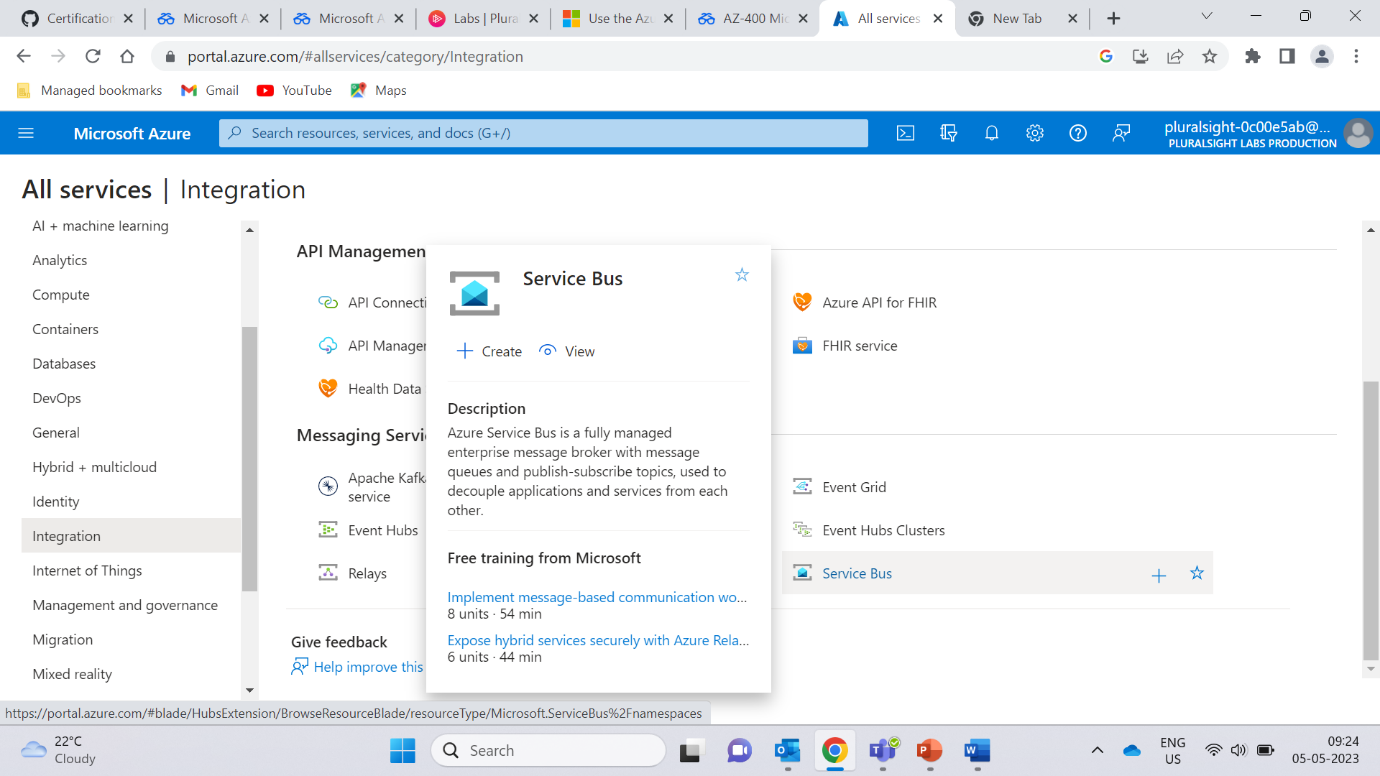 Certification
Microsoft A
Microsoft A
Labs | Plura
Use the Az
AZ-400 Mic
All services
New Tab
portal.azure.com/#allservices/category/Integration
Managed bookmarks
Gmail
YouTube
Maps
Microsoft Azure
Search resources, services, and docs (G+/)
pluralsight-0c00e5ab@...
PLURALSIGHT LABS PRODUCTION
All services | Integration
AI + machine learning
Analytics
Compute
Containers
Databases
DevOps
General
Hybrid + multicloud
Identity
Integration
Internet of Things
Management and governance
Migration
Mixed reality
API Managemen
API Connecti
Azure API for FHIR
API Manager
FHIR service
Health Data
Messaging Servi
Apache Kafk
service
Event Grid
Event Hubs
Event Hubs Clusters
Relays
Service Bus
Give feedback
Help improve this
Service Bus
Create
View
Description
Azure Service Bus is a fully managed
enterprise message broker with message
queues and publish-subscribe topics, used to
decouple applications and services from each
other.
Free training from Microsoft
Implement message-based communication wo...
8 units · 54 min
Expose hybrid services securely with Azure Rela...
6 units · 44 min
https://portal.azure.com/#blade/HubsExtension/BrowseResourceBlade/resourceType/Microsoft.ServiceBus%2Fnamespaces
22°C
Cloudy
Search
ENG
US
09:24
05-05-2023